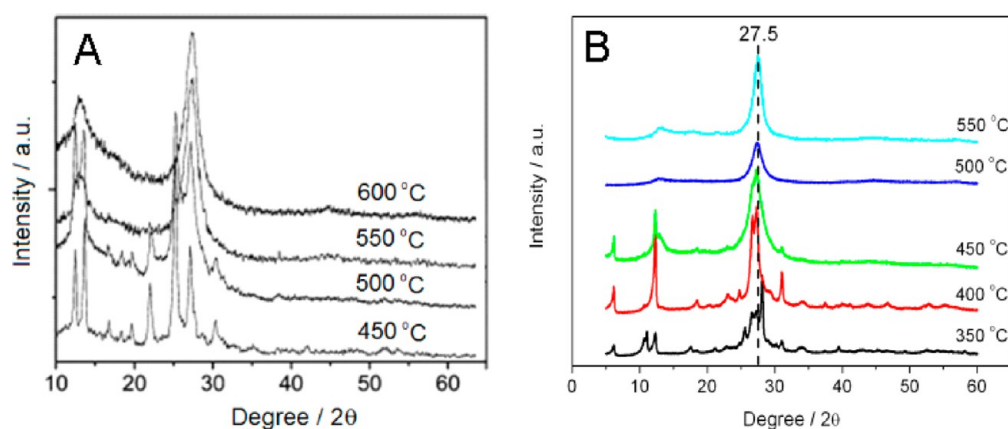 A
Intensity / a.u.
600 °C
550 °C
500 °C
450 °C
10 20 30 40 50 60
Degree / 2θ
B
27.5
Intensity / a.u.
550 °C
500 °C
450 °C
400 °C
350 °C
0 10 20 30 40 50 60
Degree / 2θ